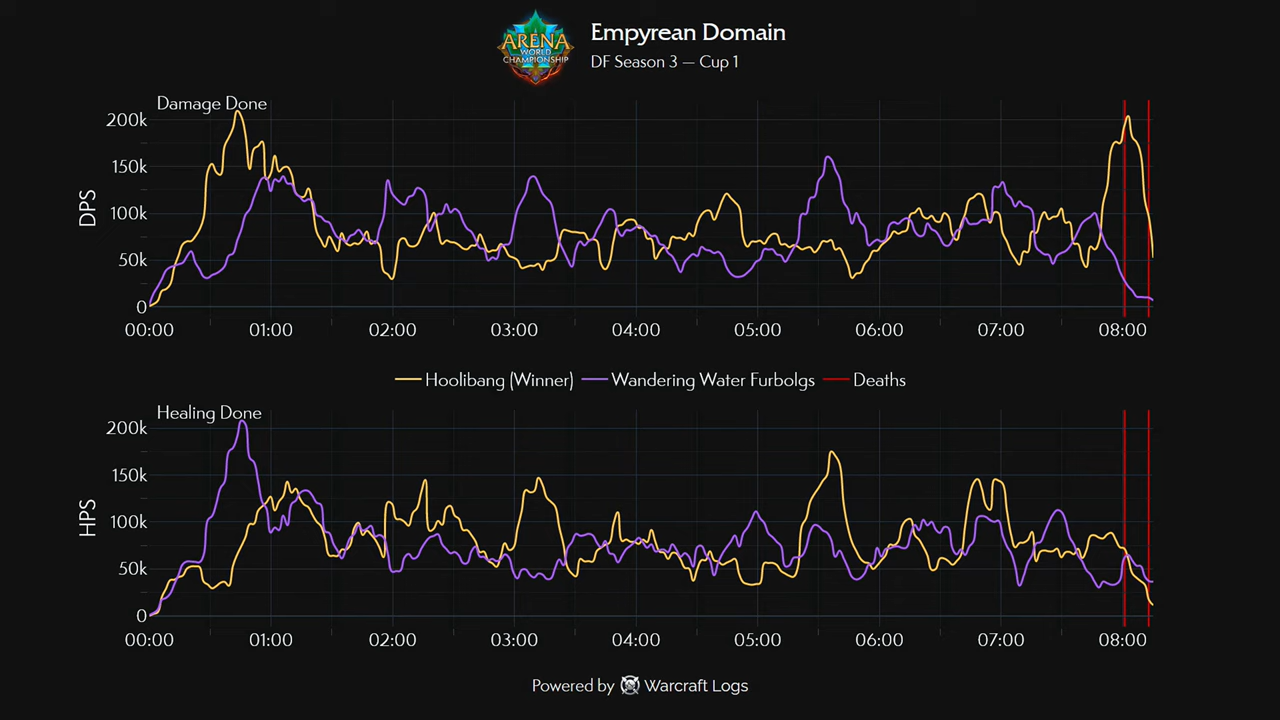 ARENA
WORLD
CHAMPIONSHIP
Empyrean Domain
DF Season 3 — Cup 1
Damage Done
DPS
200k
150k
100k
50k
0
00:00 01:00 02:00 03:00 04:00 05:00 06:00 07:00 08:00
Hoolibang (Winner) Wandering Water Furbolgs Deaths
Healing Done
HPS
200k
150k
100k
50k
0
00:00 01:00 02:00 03:00 04:00 05:00 06:00 07:00 08:00
Powered by Warcraft Logs